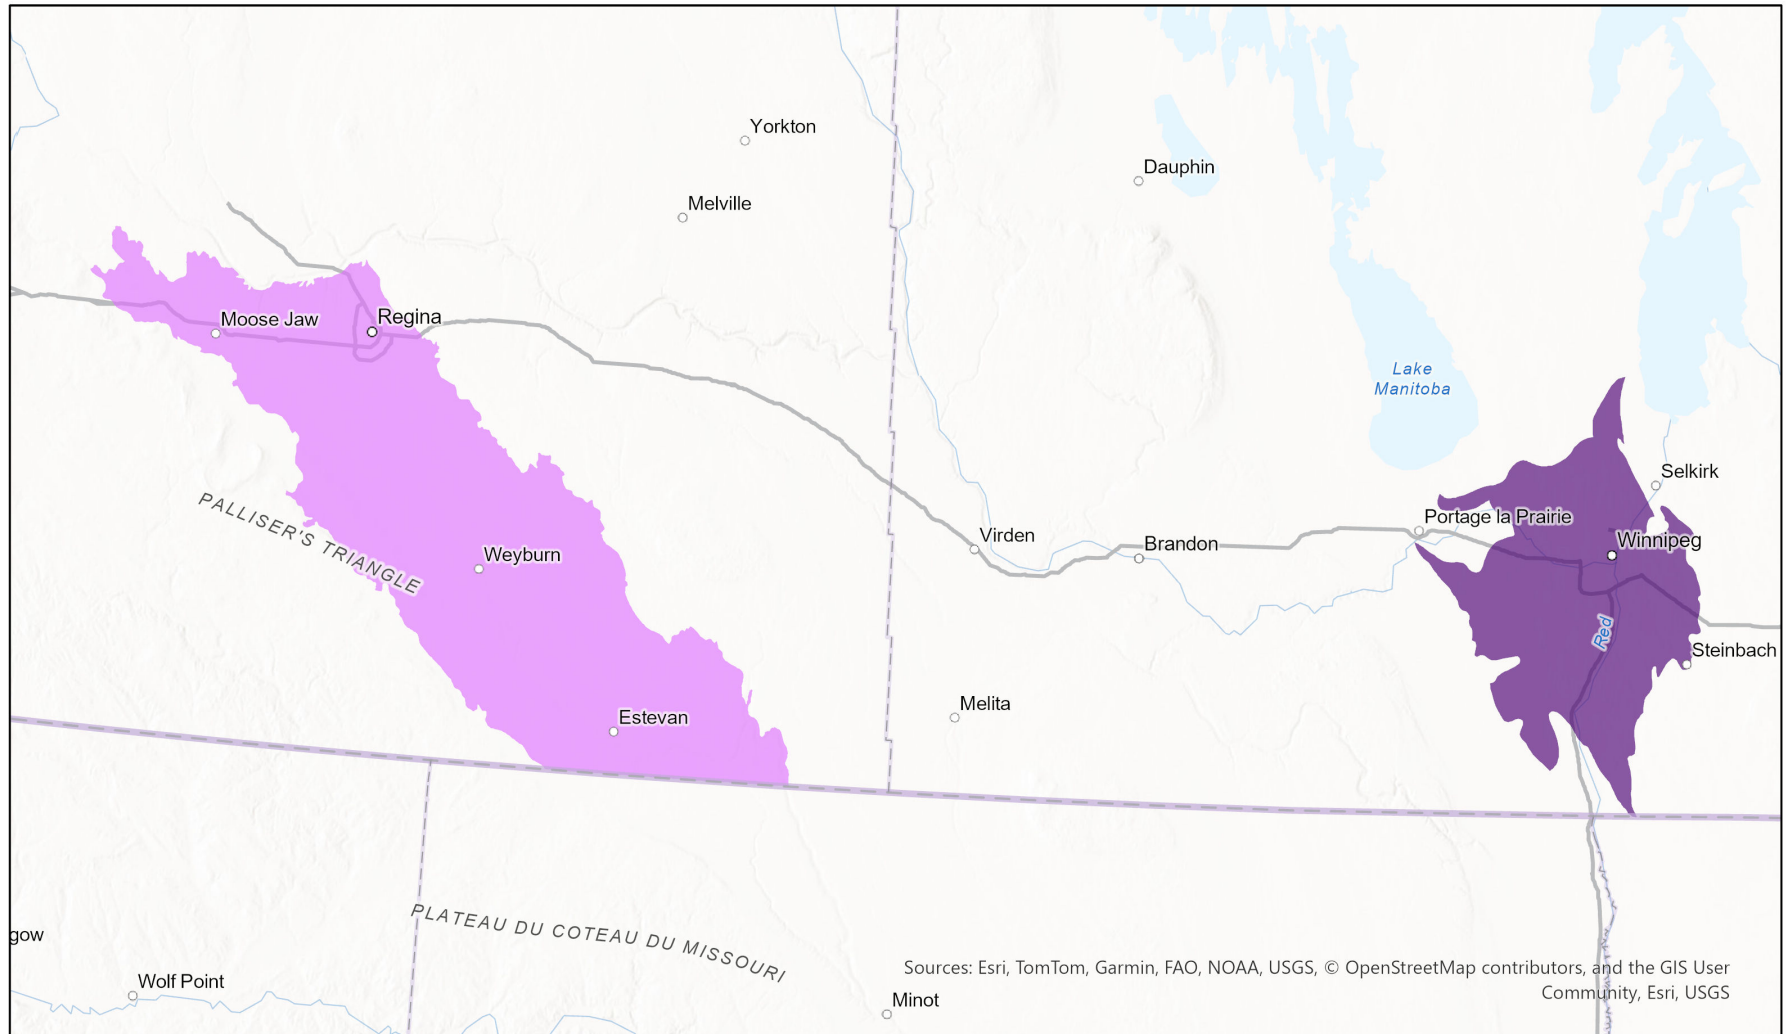 Yorkton
Dauphin
Melville
Moose Jaw
Regina
Lake
Manitoba
Selkirk
PALLISER'S TRIANGLE
Portage la Prairie
Virden
Brandon
Winnipeg
Weyburn
Red
Steinbach
Melita
Estevan
PLATEAU DU COTEAU DU MISSOURI
gow
Wolf Point
Sources: Esri, TomTom, Garmin, FAO, NOAA, USGS, © OpenStreetMap contributors, and the GIS User
Community, Esri, USGS
Minot